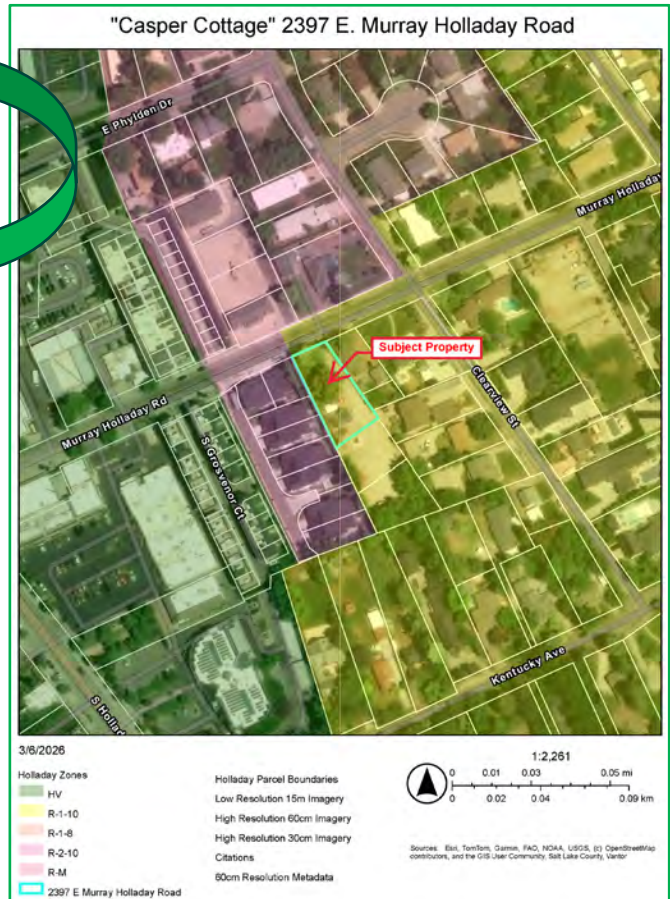 "Casper Cottage" 2397 E. Murray Holladay Road
E Phylden Dr
Murray Holladay
Subject Property
Murray Holladay Rd
Clearview St
S Grosvenor Ct
Kentucky Ave
S Hollad
3/6/2026
Holladay Zones
HV
R-1-10
R-1-8
R-2-10
R-M
2397 E Murray Holladay Road
Holladay Parcel Boundaries
Low Resolution 15m Imagery
High Resolution 60cm Imagery
High Resolution 30cm Imagery
Citations
60cm Resolution Metadata
1:2,261
0 0.01 0.03 0.05 mi
0 0.02 0.04 0.09 km
Sources: Esri, TomTom, Garmin, FAO, NOAA, USGS, (c) OpenStreetMap
contributors, and the GIS User Community, Salt Lake County, Vantor